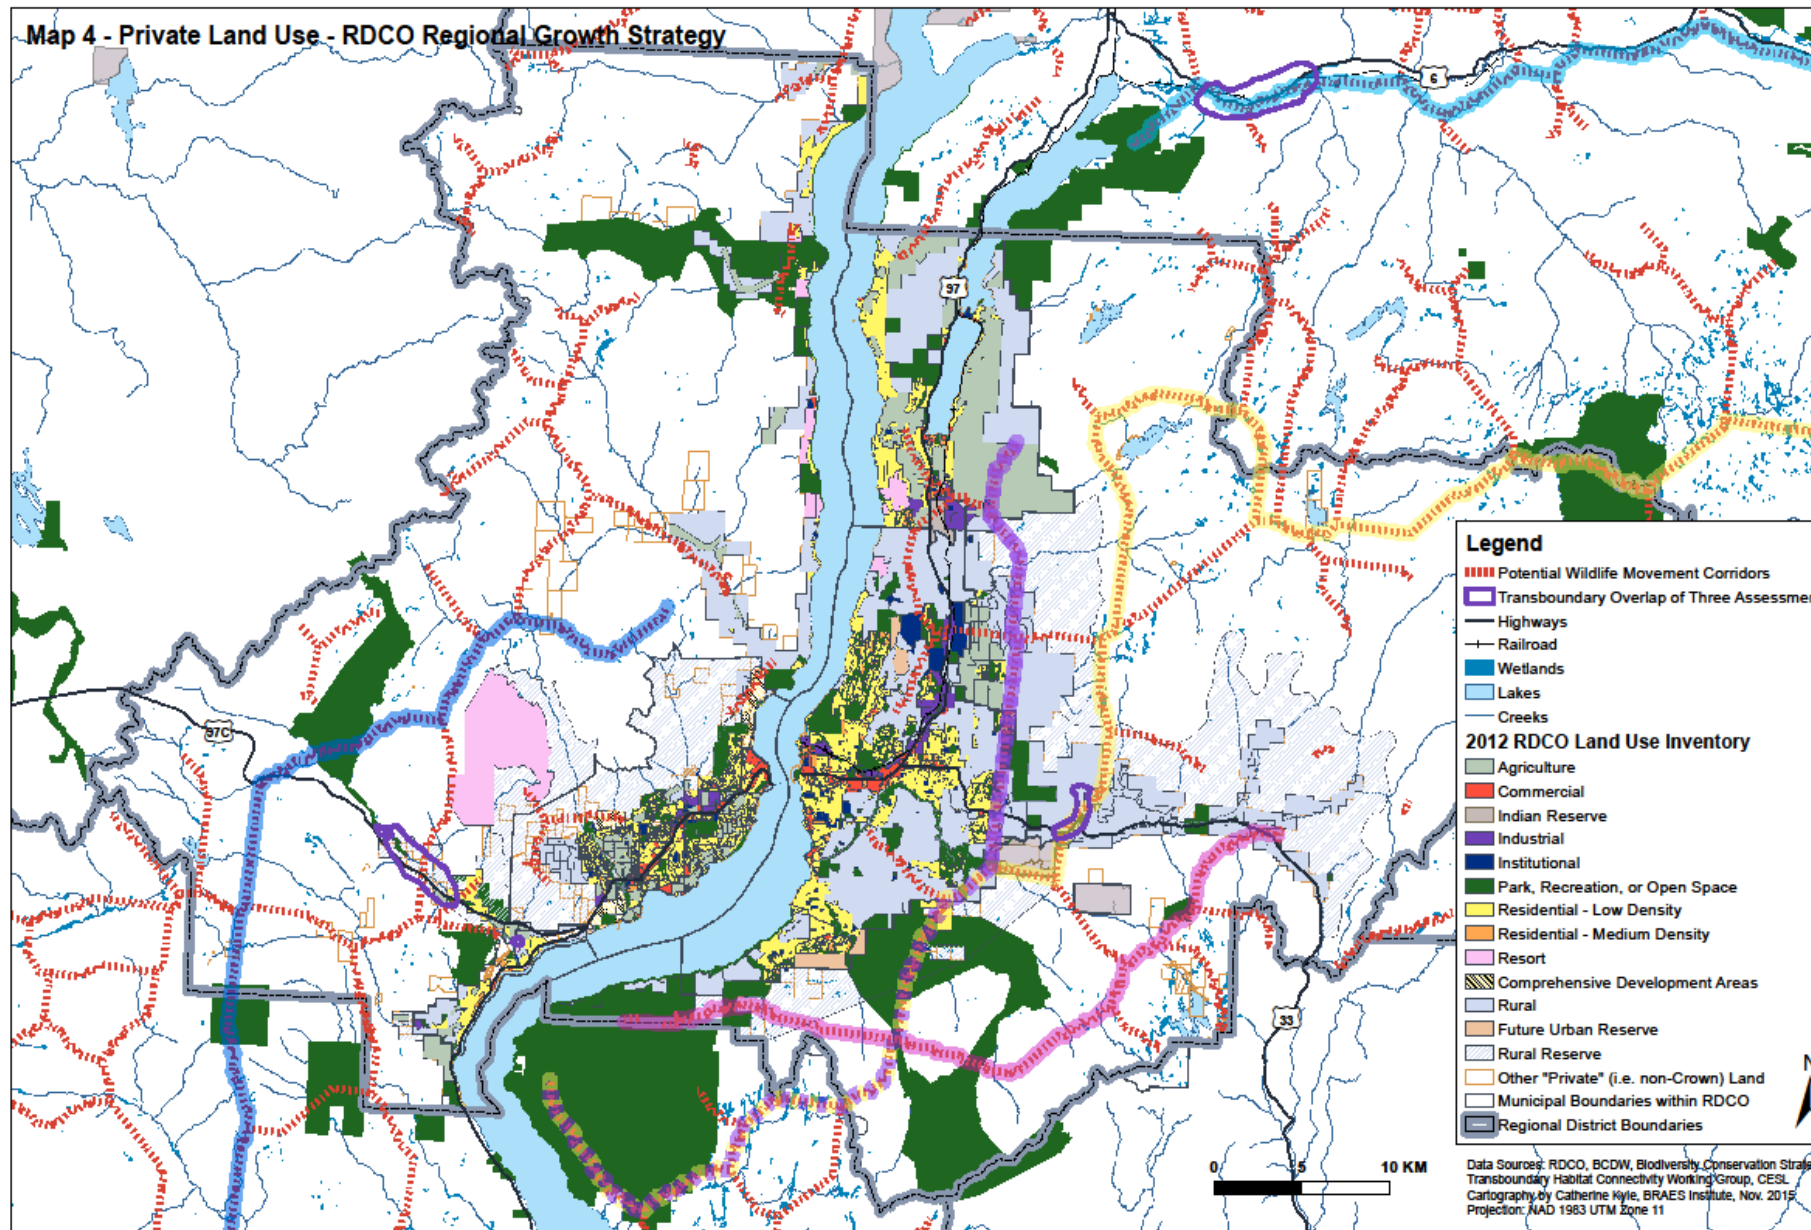 Map 4 - Private Land Use - RDCO Regional Growth Strategy
6
97
97C
33
Legend
Potential Wildlife Movement Corridors
Transboundary Overlap of Three Assessmen
Highways
Railroad
Wetlands
Lakes
Creeks
2012 RDCO Land Use Inventory
Agriculture
Commercial
Indian Reserve
Industrial
Institutional
Park, Recreation, or Open Space
Residential - Low Density
Residential - Medium Density
Resort
Comprehensive Development Areas
Rural
Future Urban Reserve
Rural Reserve
Other "Private" (i.e. non-Crown) Land
Municipal Boundaries within RDCO
Regional District Boundaries
N
0 5 10 KM
Data Sources: RDCO, BCDW, Biodiversity Conservation Strate
Transboundary Habitat Connectivity Working Group, CESL
Cartography by Catherine Kyle, BRAES Institute, Nov. 2015
Projection: NAD 1983 UTM Zone 11